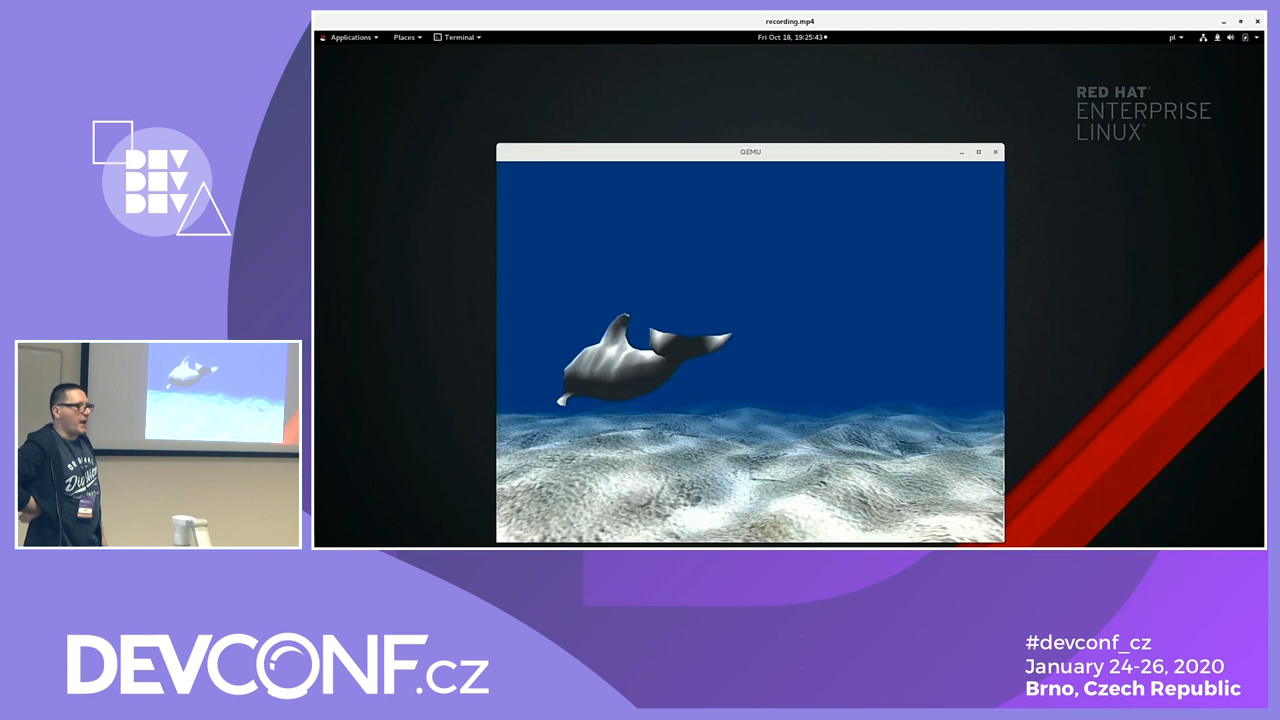 recording.mp4
Applications
Places
Terminal
Fri Oct 18, 19:25:43
pl
RED HAT
ENTERPRISE
LINUX
QEMU
DEV
DEV
DEV
DEVCONF.cz
#devconf_cz
January 24-26, 2020
Brno, Czech Republic